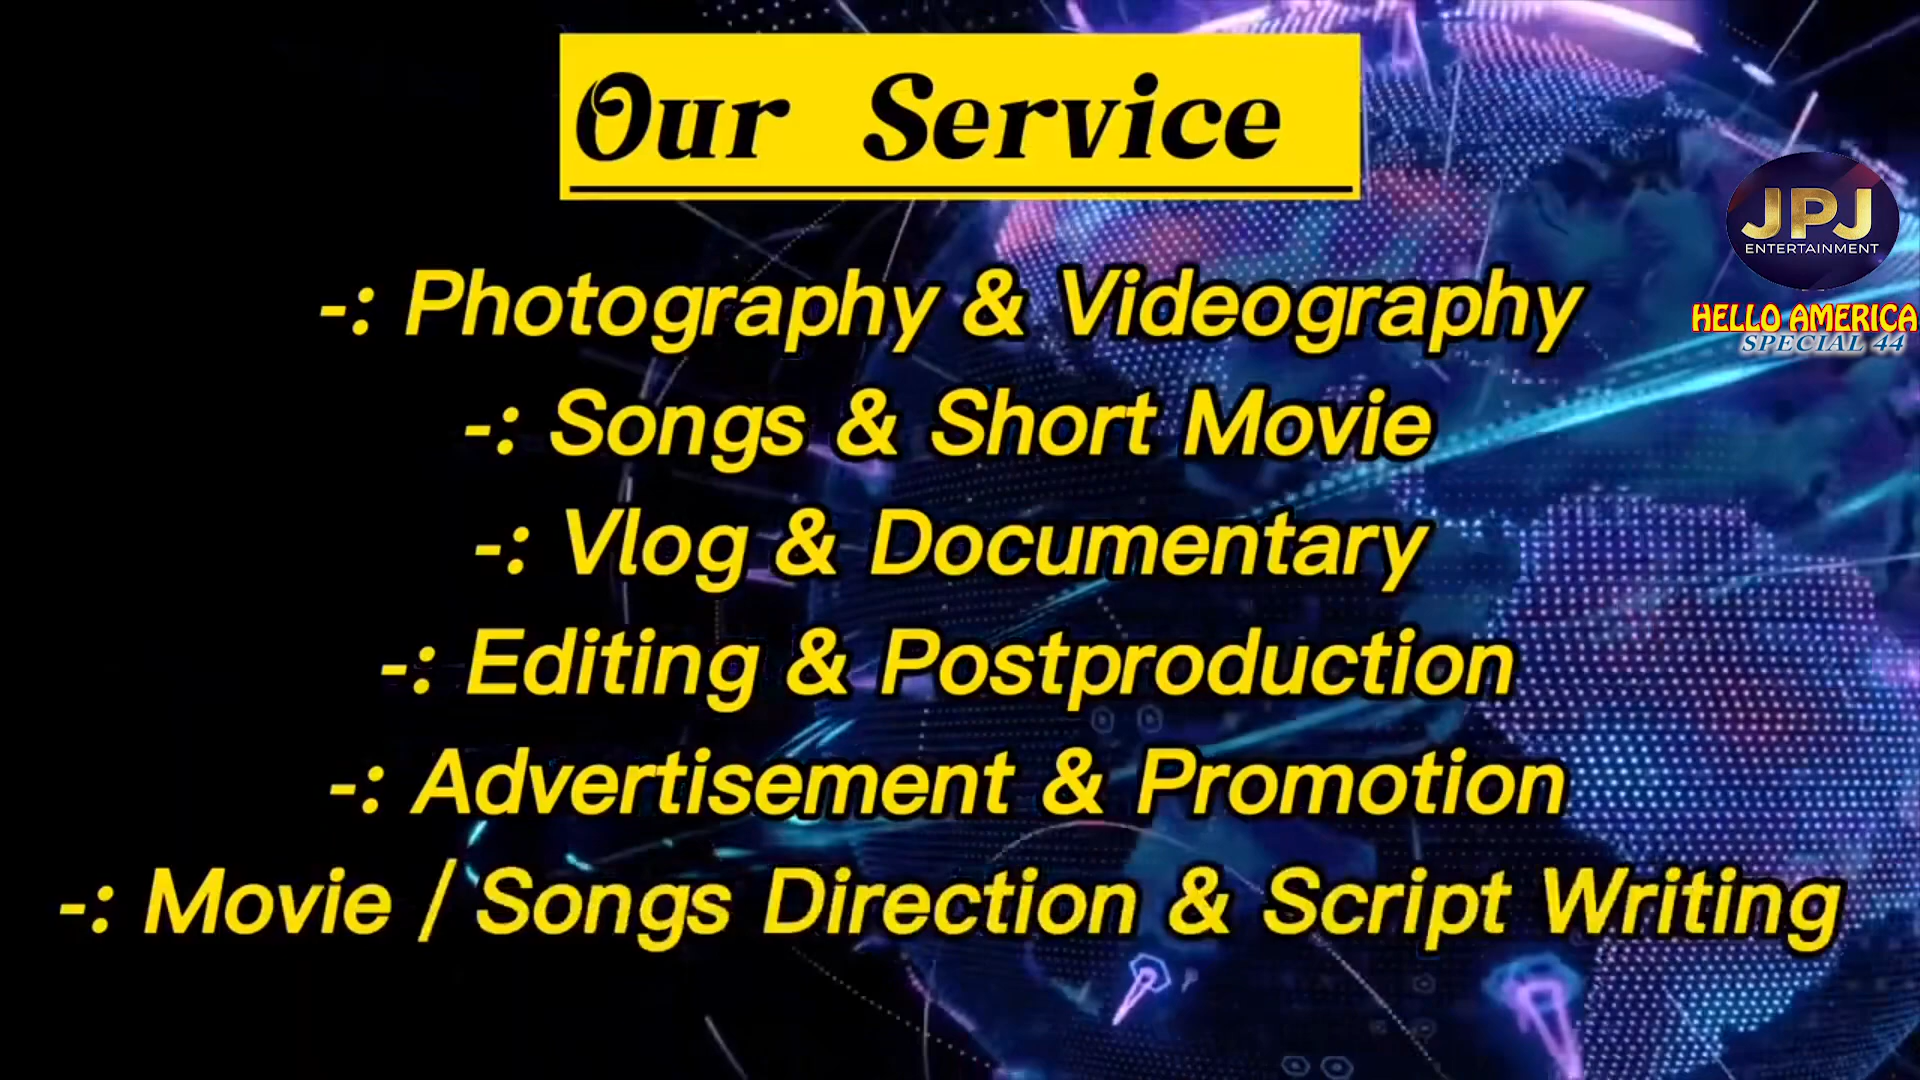 Our Service
-: Photography & Videography
-: Songs & Short Movie
-: Vlog & Documentary
-: Editing & Postproduction
-: Advertisement & Promotion
-: Movie / Songs Direction & Script Writing
JPJ
ENTERTAINMENT
HELLO AMERICA
SPECIAL 44